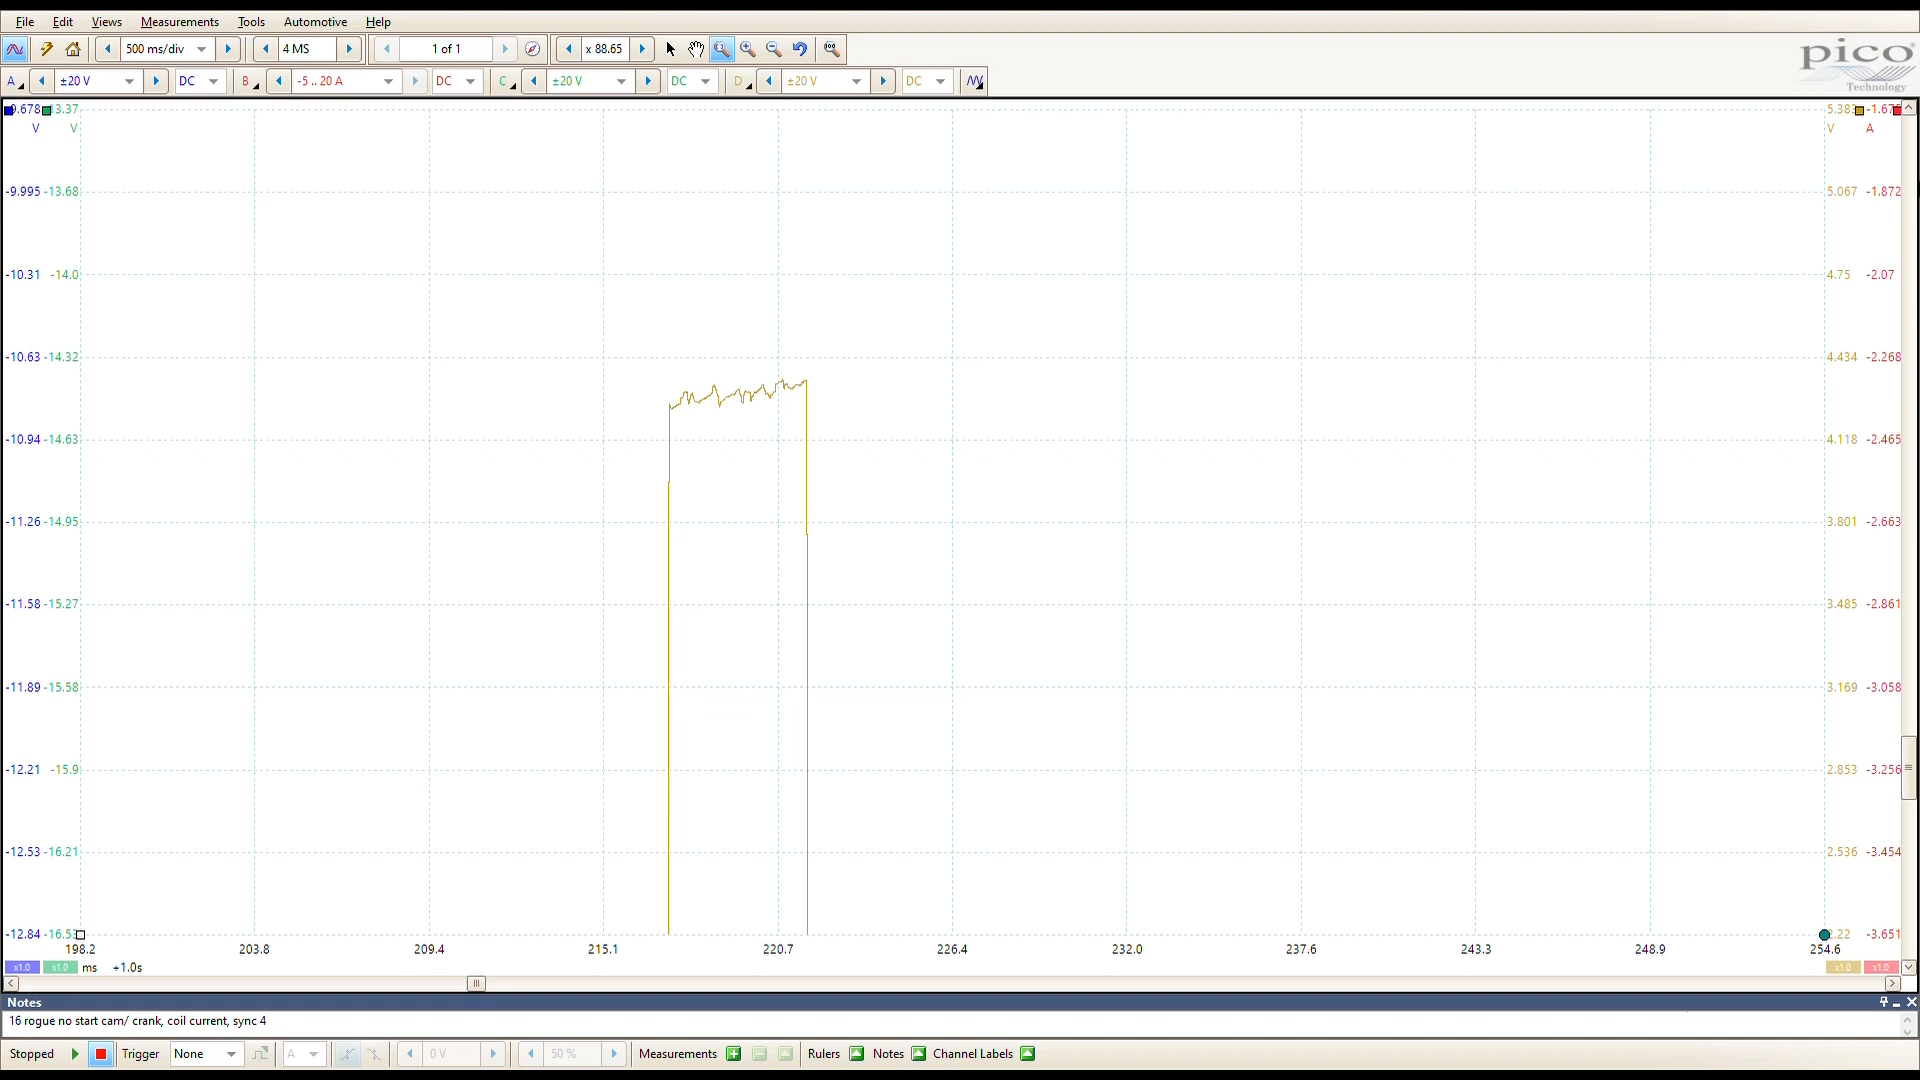 File Edit Views Measurements Tools Automotive Help
500 ms/div 4 MS 1 of 1 x 88.65
pico
Technology
A ±20 V DC B -5 .. 20 A DC C ±20 V DC D ±20 V DC
V V V A
-9.995 -13.68 5.067 -1.872
-10.31 -14.0 4.75 -2.07
-10.63 -14.32 4.434 -2.268
-10.94 -14.63 4.118 -2.465
-11.26 -14.95 3.801 -2.663
-11.58 -15.27 3.485 -2.861
-11.89 -15.58 3.169 -3.058
-12.21 -15.9 2.853 -3.256
-12.53 -16.21 2.536 -3.454
-12.84 -3.651
198.2 203.8 209.4 215.1 220.7 226.4 232.0 237.6 243.3 248.9 254.6
x1.0 x1.0 ms +1.0s x1.0 x1.0
Notes
16 rogue no start cam/ crank, coil current, sync 4
Stopped Trigger None A 0 V 50 % Measurements Rulers Notes Channel Labels